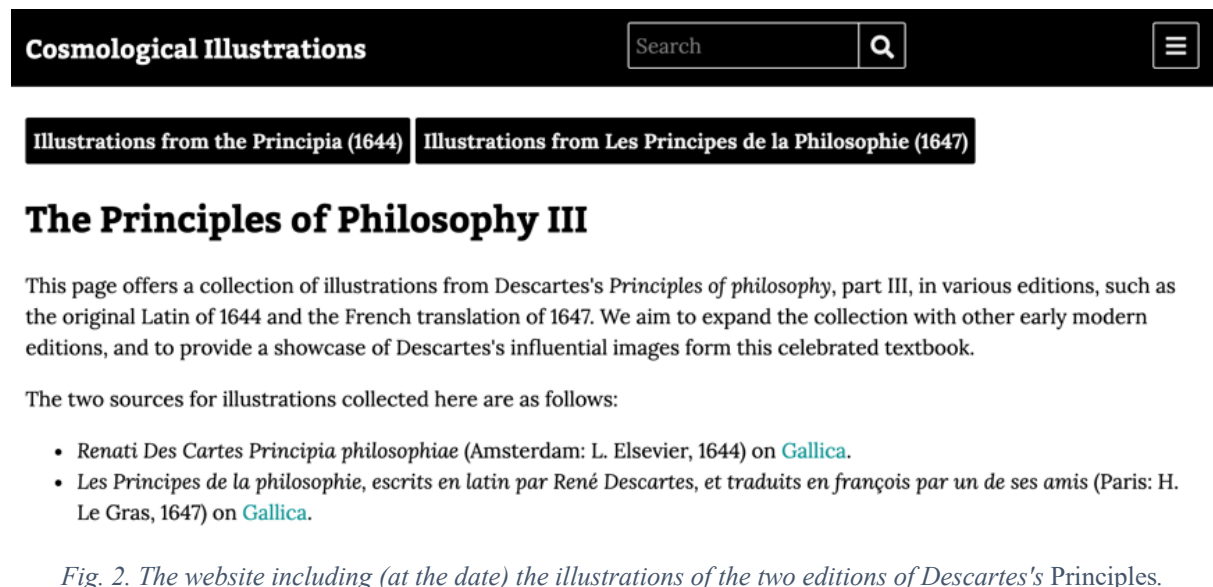 Cosmological Illustrations
Search
Illustrations from the Principia (1644)
Illustrations from Les Principes de la Philosophie (1647)
The Principles of Philosophy III
This page offers a collection of illustrations from Descartes's Principles of philosophy, part III, in various editions, such as
the original Latin of 1644 and the French translation of 1647. We aim to expand the collection with other early modern
editions, and to provide a showcase of Descartes's influential images form this celebrated textbook.
The two sources for illustrations collected here are as follows:
• Renati Des Cartes Principia philosophiae (Amsterdam: L. Elsevier, 1644) on Gallica.
• Les Principes de la philosophie, escrits en latin par René Descartes, et traduits en françois par un de ses amis (Paris: H.
Le Gras, 1647) on Gallica.
Fig. 2. The website including (at the date) the illustrations of the two editions of Descartes's Principles.